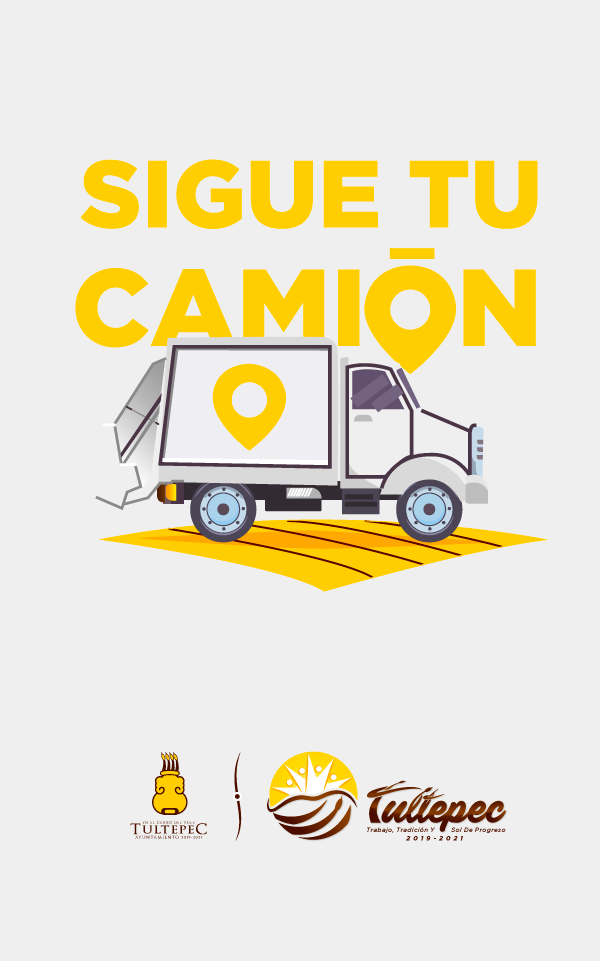 SIGUE TU
CAMIŌN
EN EL CERRO DEL TULE
TULTEPEC
AYUNTAMIENTO 2019-2021
Tultepec
Trabajo, Tradición Y Sol De Progreso
2019-2021